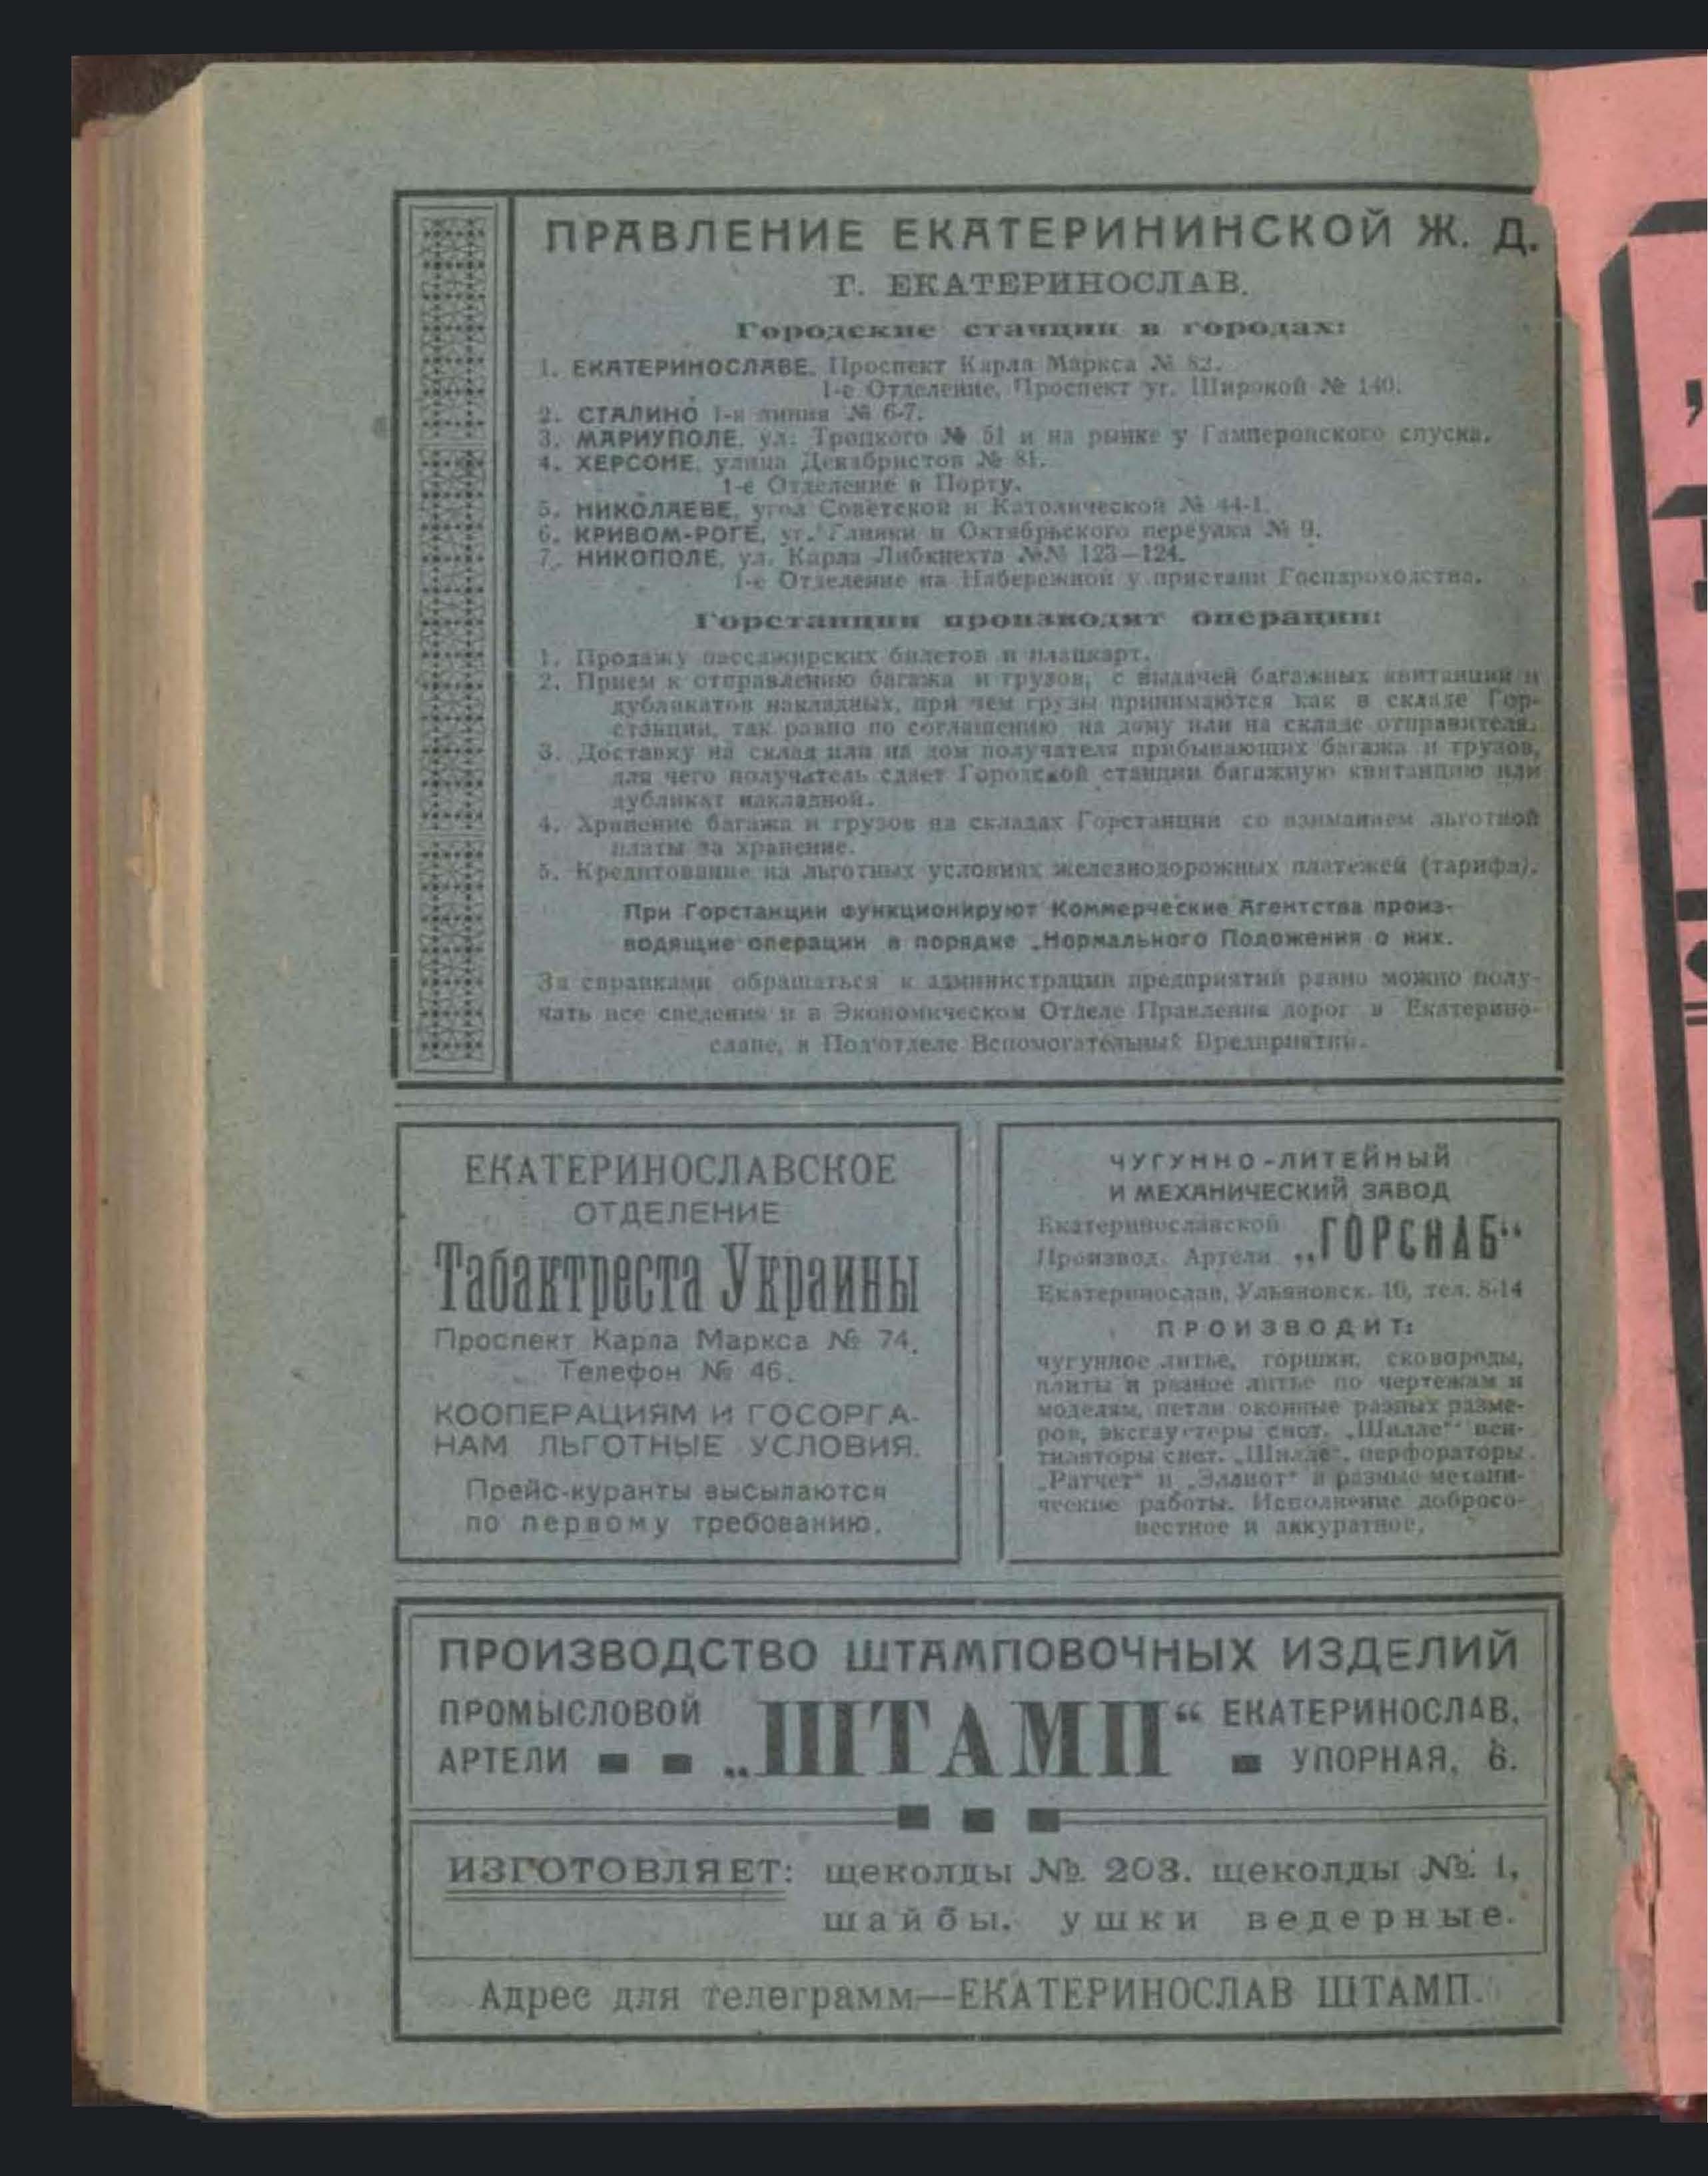 ПРАВЛЕНИЕ ЕКАТЕРИНИНСКОЙ Ж. Д.
Г. ЕКАТЕРИНОСЛАВ.
Городские станции в городах:
1. ЕКАТЕРИНОСЛАВЕ, Проспект Карла Маркса № 82.
1-е Отделение, Проспект уг. Широкой № 140.
2. СТАЛИНО 1-я линия № 6-7.
3. МАРИУПОЛЕ, ул. Троцкого № 51 и на рынке у Гамперовского спуска.
4. ХЕРСОНЕ, улица Декабристов № 81.
1-е Отделение в Порту.
5. НИКОЛАЕВЕ, угол Советской и Католической № 44-1.
6. КРИВОМ-РОГЕ, уг. Глинки и Октябрьского переулка № 9.
7. НИКОПОЛЕ, ул. Карла Либкнехта №№ 123—124.
1-е Отделение на Набережной у пристани Госпароходства.
Горстанции производят операции:
1. Продажу пассажирских билетов и плацкарт.
2. Прием к отправлению багажа и грузов, с выдачей багажных квитанций и
дубликатов накладных, при чем грузы принимаются как в складе Гор-
станции, так равно по соглашению на дому или на складе отправителя.
3. Доставку на склад или на дом получателя прибывающих багажа и грузов,
для чего получатель сдает Городской станции багажную квитанцию или
дубликат накладной.
4. Хранение багажа и грузов на складах Горстанции со взиманием льготной
платы за хранение.
5. Кредитование на льготных условиях железнодорожных платежей (тарифа).
При Горстанции функционируют Коммерческие Агентства произ-
водящие операции в порядке „Нормального Положения о них.
За справками обращаться к администрации предприятий равно можно полу-
чать все сведения и в Экономическом Отделе Правления дорог в Екатерино-
славе, в Под'отделе Вспомогательных Предприятий.
ЕКАТЕРИНОСЛАВСКОЕ
ОТДЕЛЕНИЕ
Табактреста Украины
Проспект Карла Маркса № 74.
Телефон № 46.
КООПЕРАЦИЯМ И ГОСОРГА-
НАМ ЛЬГОТНЫЕ УСЛОВИЯ.
Прейс-куранты высылаются
по первому требованию.
ЧУГУННО-ЛИТЕЙНЫЙ
И МЕХАНИЧЕСКИЙ ЗАВОД
Екатеринославской
Производ. Артели „ГОРСНАБ“
Екатеринослав, Ульяновск. 10, тел. 8-14
ПРОИЗВОДИТ:
чугунное литье, горшки, сковороды,
плиты и разное литье по чертежам и
моделям, петли оконные разных разме-
ров, эксгаустеры сист. „Шилле“ вен-
тиляторы сист. „Шилле“, перфораторы
„Ратчет“ и „Эллиот“ и разные механи-
ческие работы. Исполнение добросо-
вестное и аккуратное.
ПРОИЗВОДСТВО ШТАМПОВОЧНЫХ ИЗДЕЛИЙ
ПРОМЫСЛОВОЙ
АРТЕЛИ
„ШТАМП“
ЕКАТЕРИНОСЛАВ,
УПОРНАЯ, 6.
ИЗГОТОВЛЯЕТ: щеколды № 203. щеколды № 1,
шайбы. ушки ведерные.
Адрес для телеграмм—ЕКАТЕРИНОСЛАВ ШТАМП.